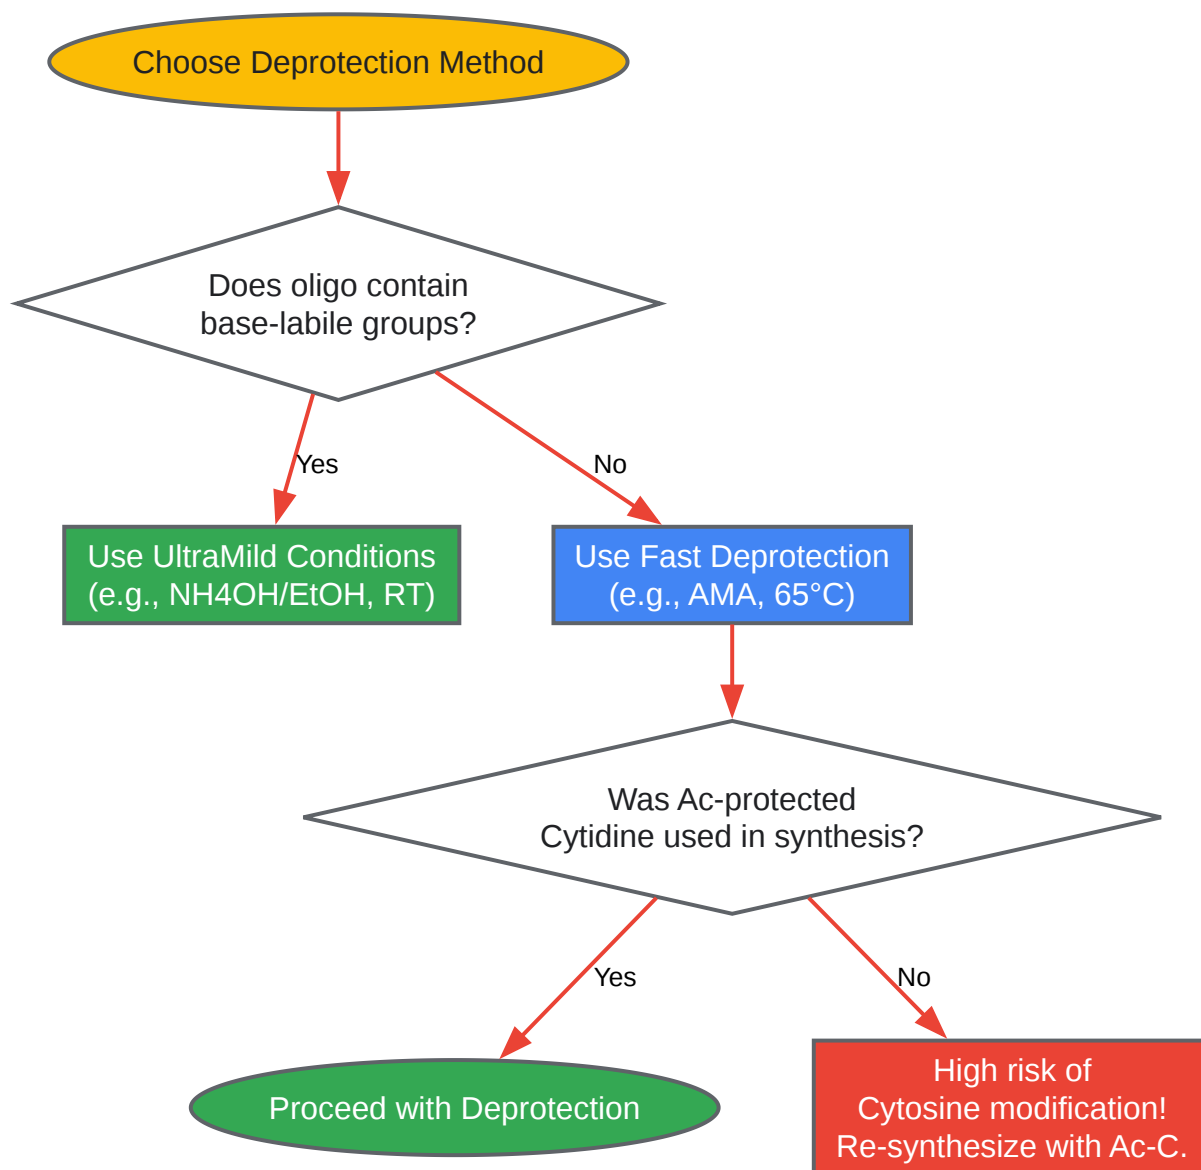 Choose Deprotection Method
Does oligo contain
base-labile groups?
Yes
No
Use UltraMild Conditions
(e.g., NH4OH/EtOH, RT)
Use Fast Deprotection
(e.g., AMA, 65°C)
Was Ac-protected
Cytidine used in synthesis?
Yes
No
Proceed with Deprotection
High risk of
Cytosine modification!
Re-synthesize with Ac-C.